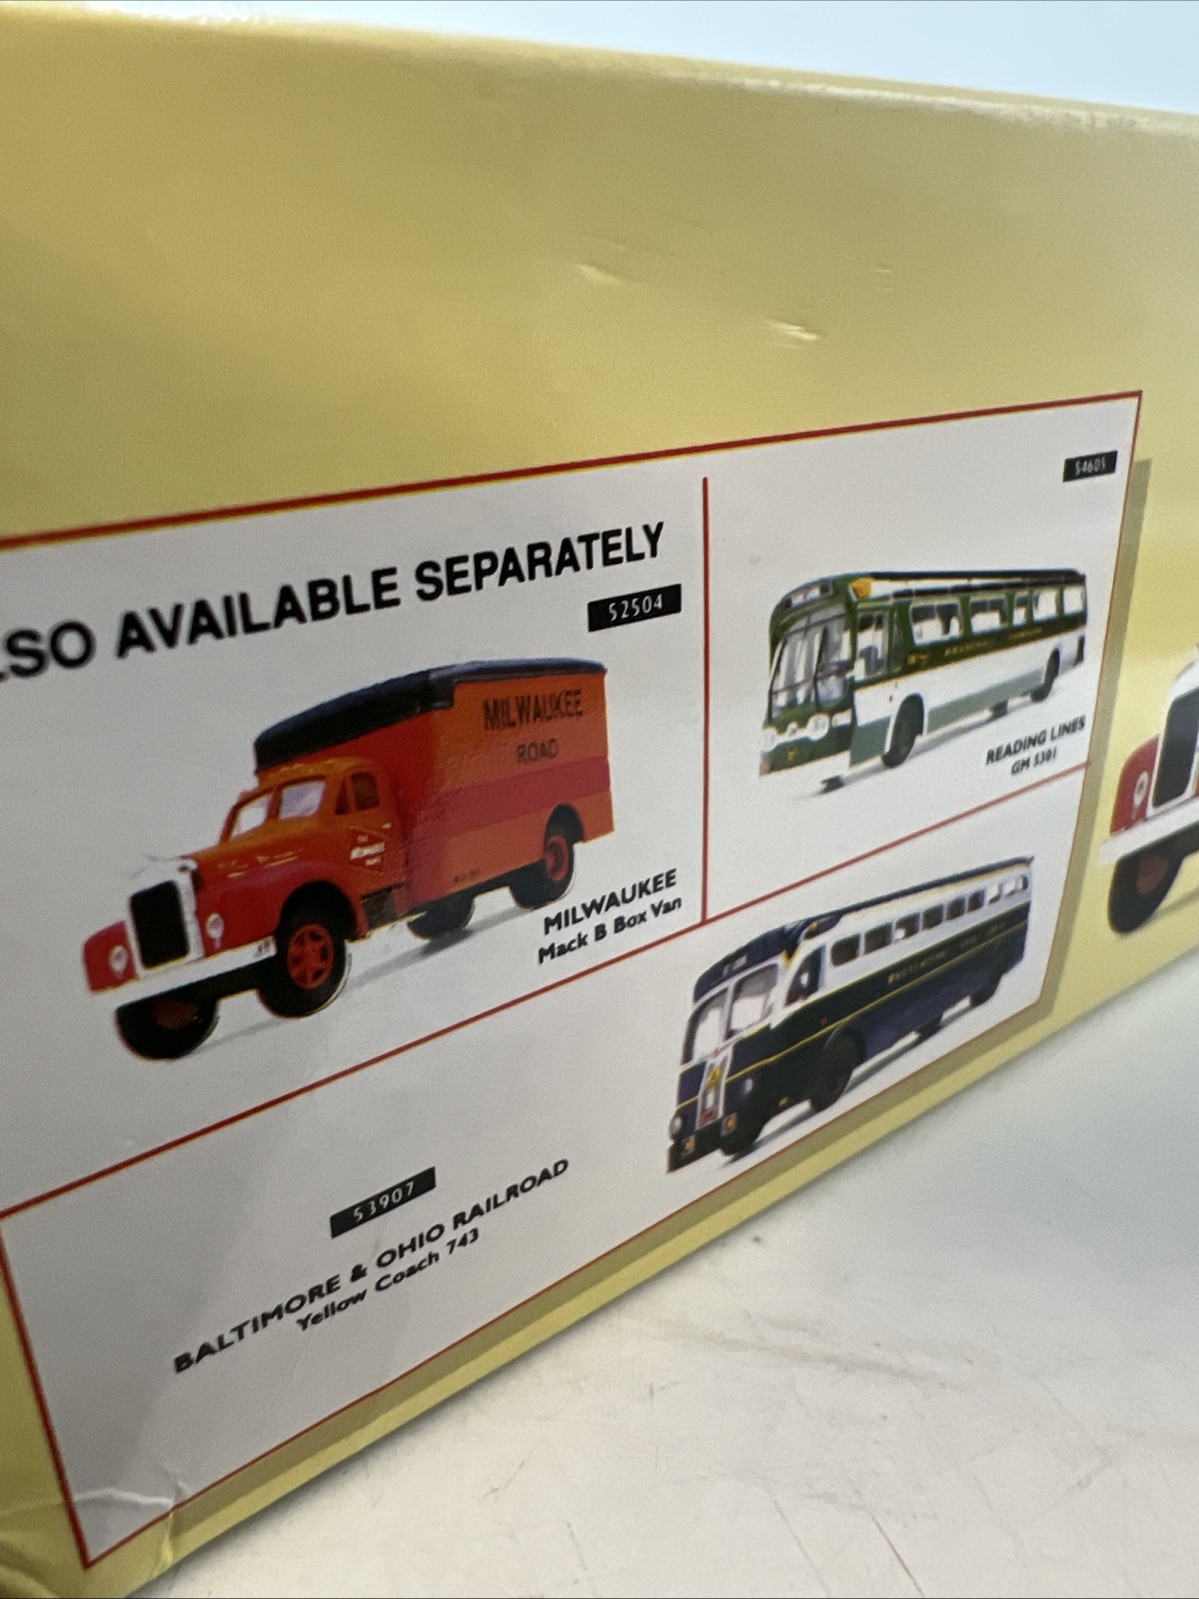 LSO AVAILABLE SEPARATELY
52504
MILWAUKEE
ROAD
MILWAUKEE
Mack B Box Van
54605
READING LINES
GM 5301
53907
BALTIMORE & OHIO RAILROAD
Yellow Coach 743